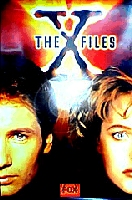 THE X FILES
FOX